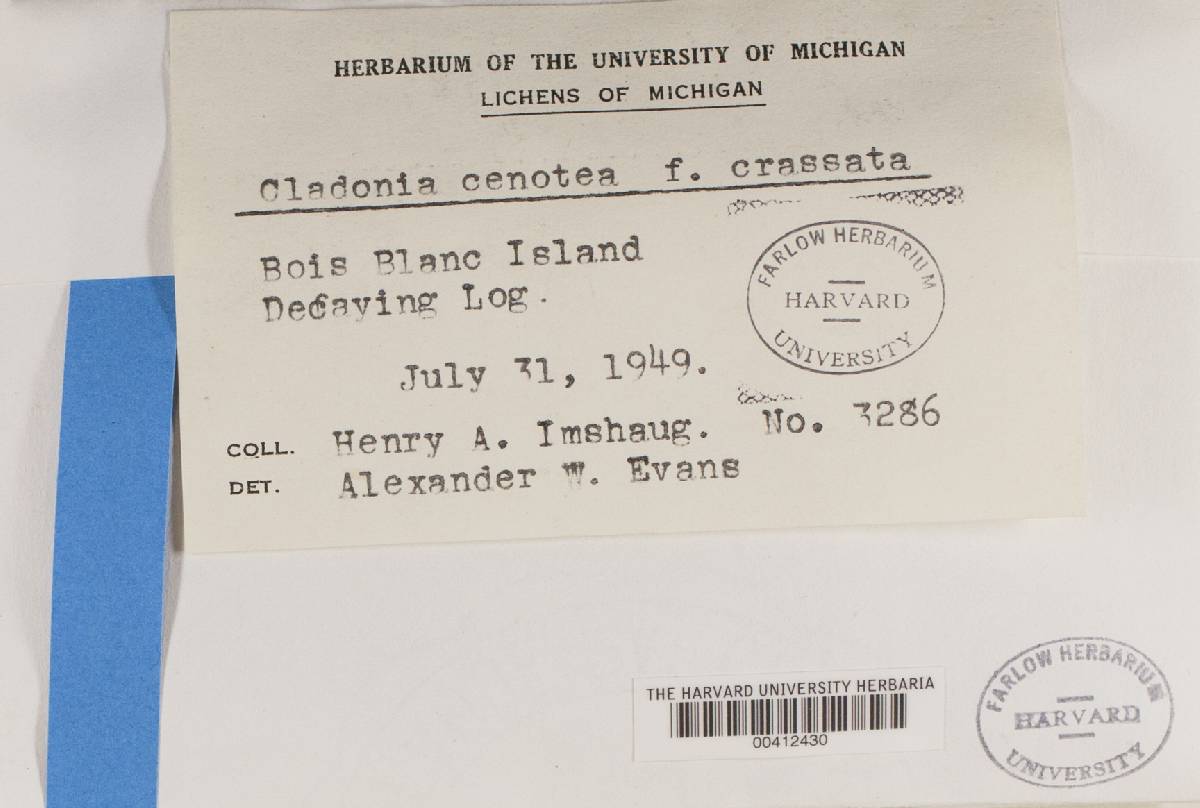 HERBARIUM OF THE UNIVERSITY OF MICHIGAN
LICHENS OF MICHIGAN
Cladonia cenotea f. crassata
Bois Blanc Island
Decaying Log.
FARLOW HERBARIUM
HARVARD
UNIVERSITY
July 31, 1949.
COLL. Henry A. Imshaug. No. 3286
DET. Alexander W. Evans
THE HARVARD UNIVERSITY HERBARIA
00412430
FARLOW HERBARIUM
HARVARD
UNIVERSITY